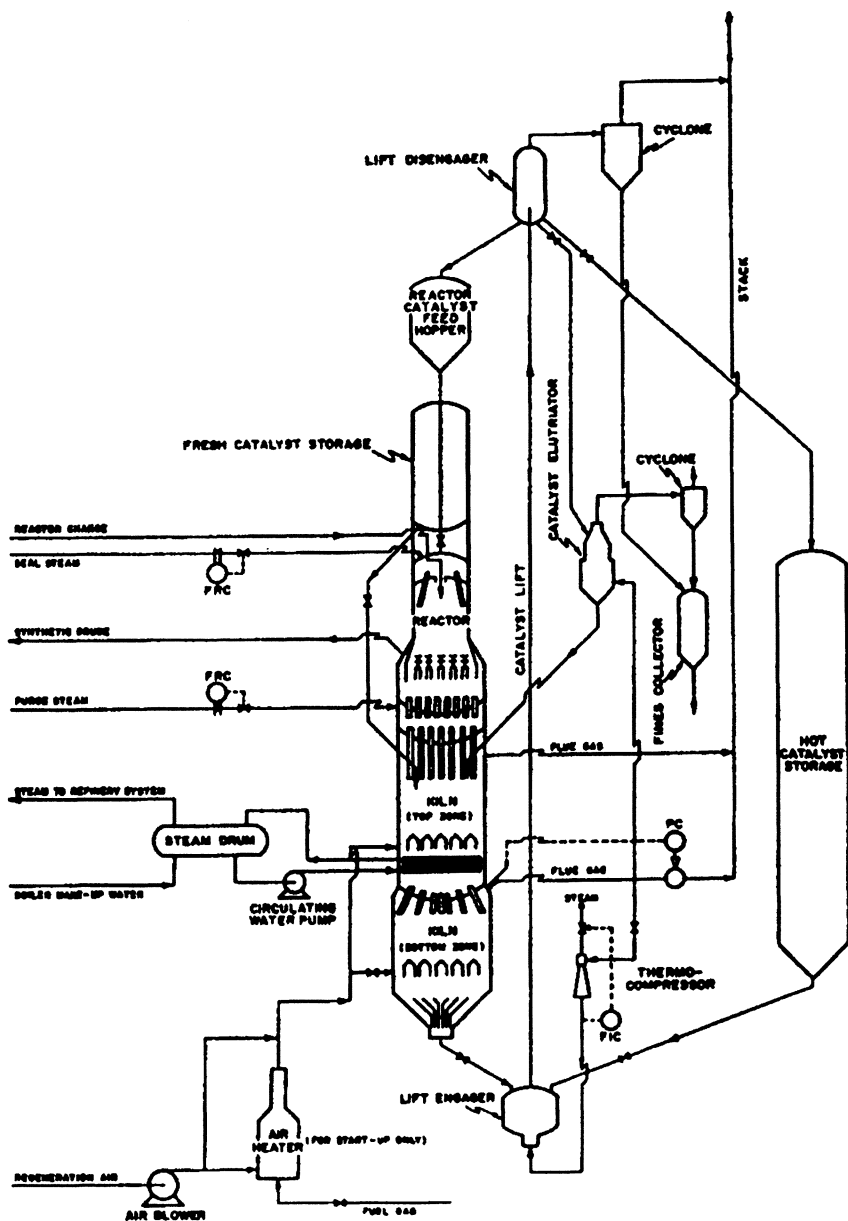 CYCLONE
LIFT DISENGAGER
STACK
REACTOR
CATALYST
FEED
HOPPER
FRESH CATALYST STORAGE
CATALYST ELUTRIATOR
CYCLONE
REACTOR CHARGE
SEAL STEAM
FRC
REACTOR
CATALYST LIFT
SYNTHETIC CRUDE
FRC
PURGE STEAM
FINES COLLECTOR
HOT
CATALYST
STORAGE
FLUE GAS
KILN
(TOP ZONE)
STEAM TO REFINERY SYSTEM
STEAM DRUM
PC
FLUE GAS
BOILER MAKE-UP WATER
CIRCULATING
WATER PUMP
STEAM
KILN
(BOTTOM ZONE)
THERMO-
COMPRESSOR
FIC
LIFT ENGAGER
AIR
HEATER
(FOR START-UP ONLY)
REGENERATION AIR
AIR BLOWER
FUEL GAS